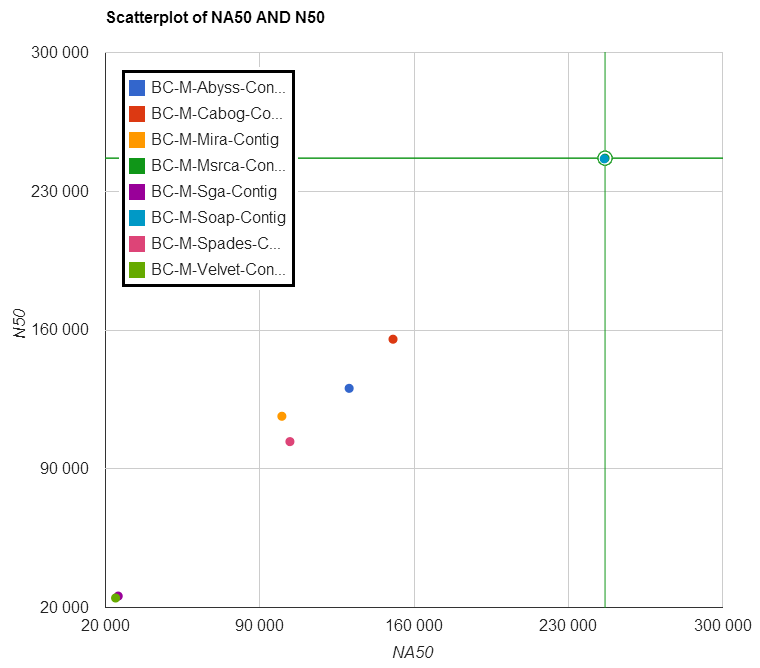 Scatterplot of NA50 AND N50
300 000
BC-M-Abyss-Con...
BC-M-Cabog-Co...
BC-M-Mira-Contig
BC-M-Msrca-Con...
BC-M-Sga-Contig
BC-M-Soap-Contig
BC-M-Spades-C...
BC-M-Velvet-Con...
230 000
N50
160 000
90 000
20 000
20 000 90 000 160 000 230 000 300 000
NA50